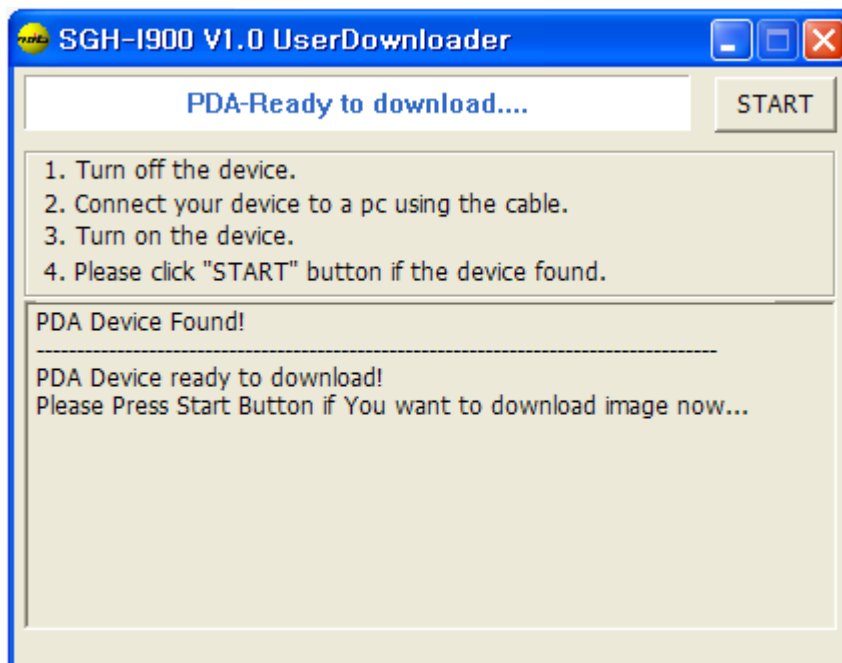 SGH-I900 V1.0 UserDownloader
PDA-Ready to download....
START
1. Turn off the device.
2. Connect your device to a pc using the cable.
3. Turn on the device.
4. Please click "START" button if the device found.
PDA Device Found!
-------------------------------------------------------------------------------------
PDA Device ready to download!
Please Press Start Button if You want to download image now...